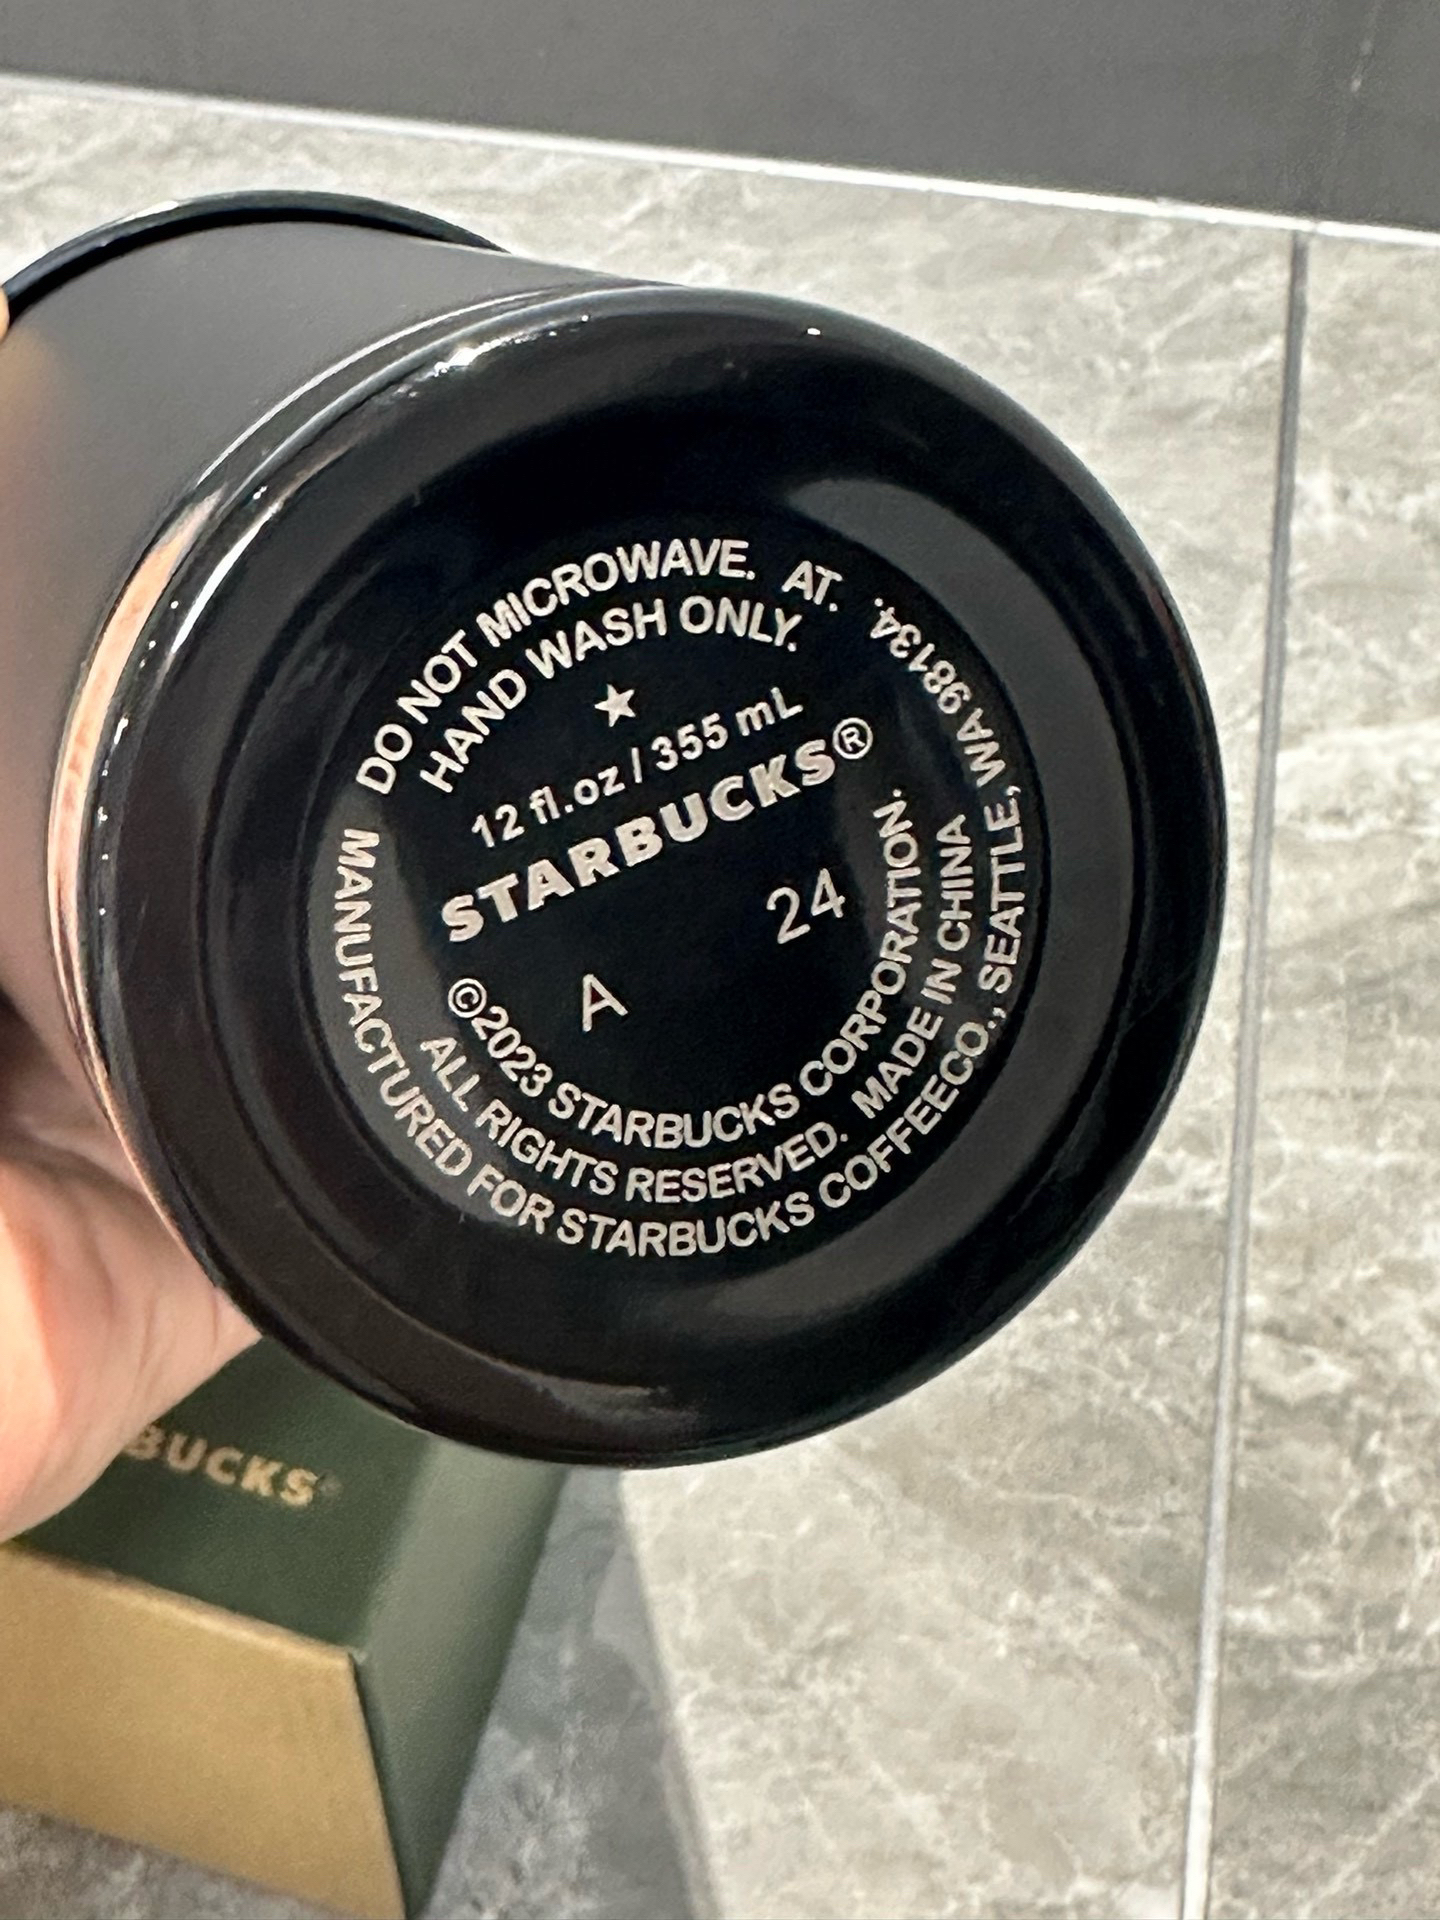 DO NOT MICROWAVE. AT.
HAND WASH ONLY.
12 fl.oz / 355 mL
STARBUCKS®
A 24
©2023 STARBUCKS CORPORATION.
ALL RIGHTS RESERVED. MADE IN CHINA
MANUFACTURED FOR STARBUCKS COFFEECO., SEATTLE, WA 98134.
BUCKS